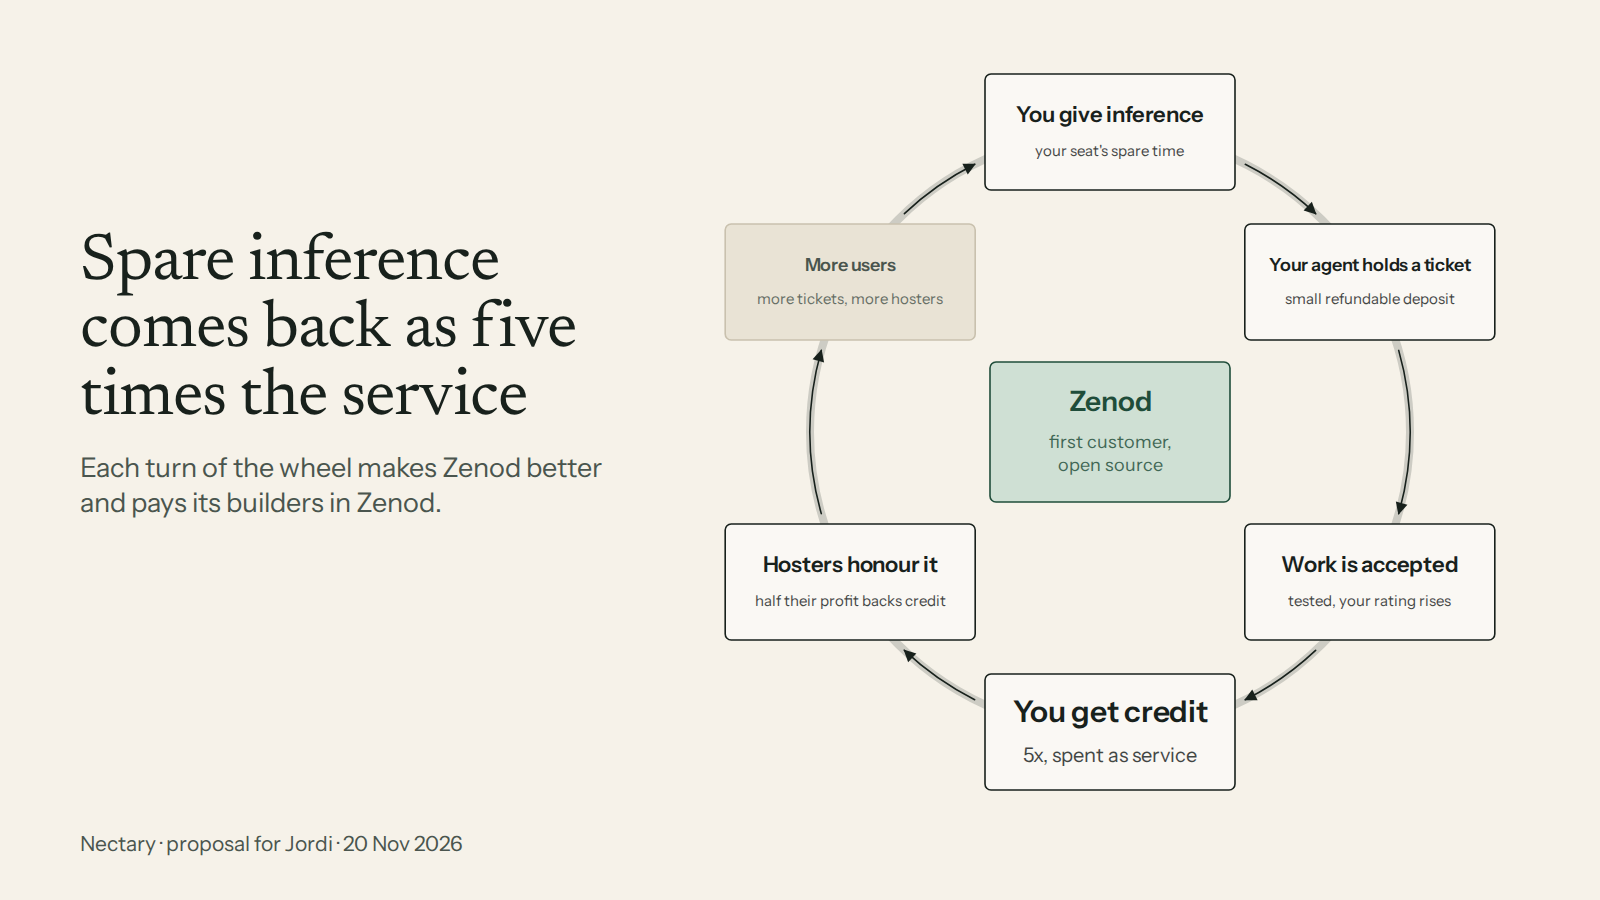 Spare inference
comes back as five
times the service
Each turn of the wheel makes Zenod better
and pays its builders in Zenod.
You give inference
your seat's spare time
Your agent holds a ticket
small refundable deposit
Work is accepted
tested, your rating rises
You get credit
5x, spent as service
Hosters honour it
half their profit backs credit
More users
more tickets, more hosters
Zenod
first customer,
open source
Nectary · proposal for Jordi · 20 Nov 2026